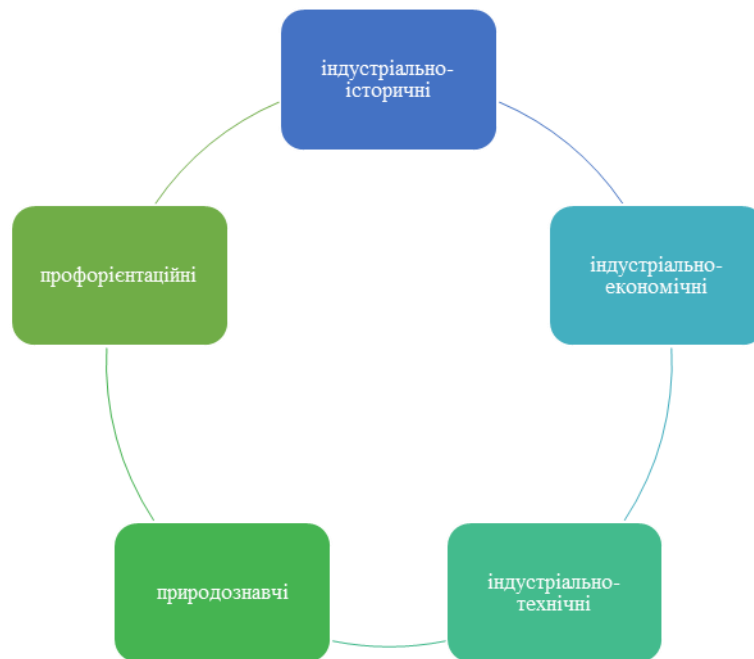 індустріально-
історичні
індустріально-
економічні
індустріально-
технічні
природознавчі
профорієнтаційні